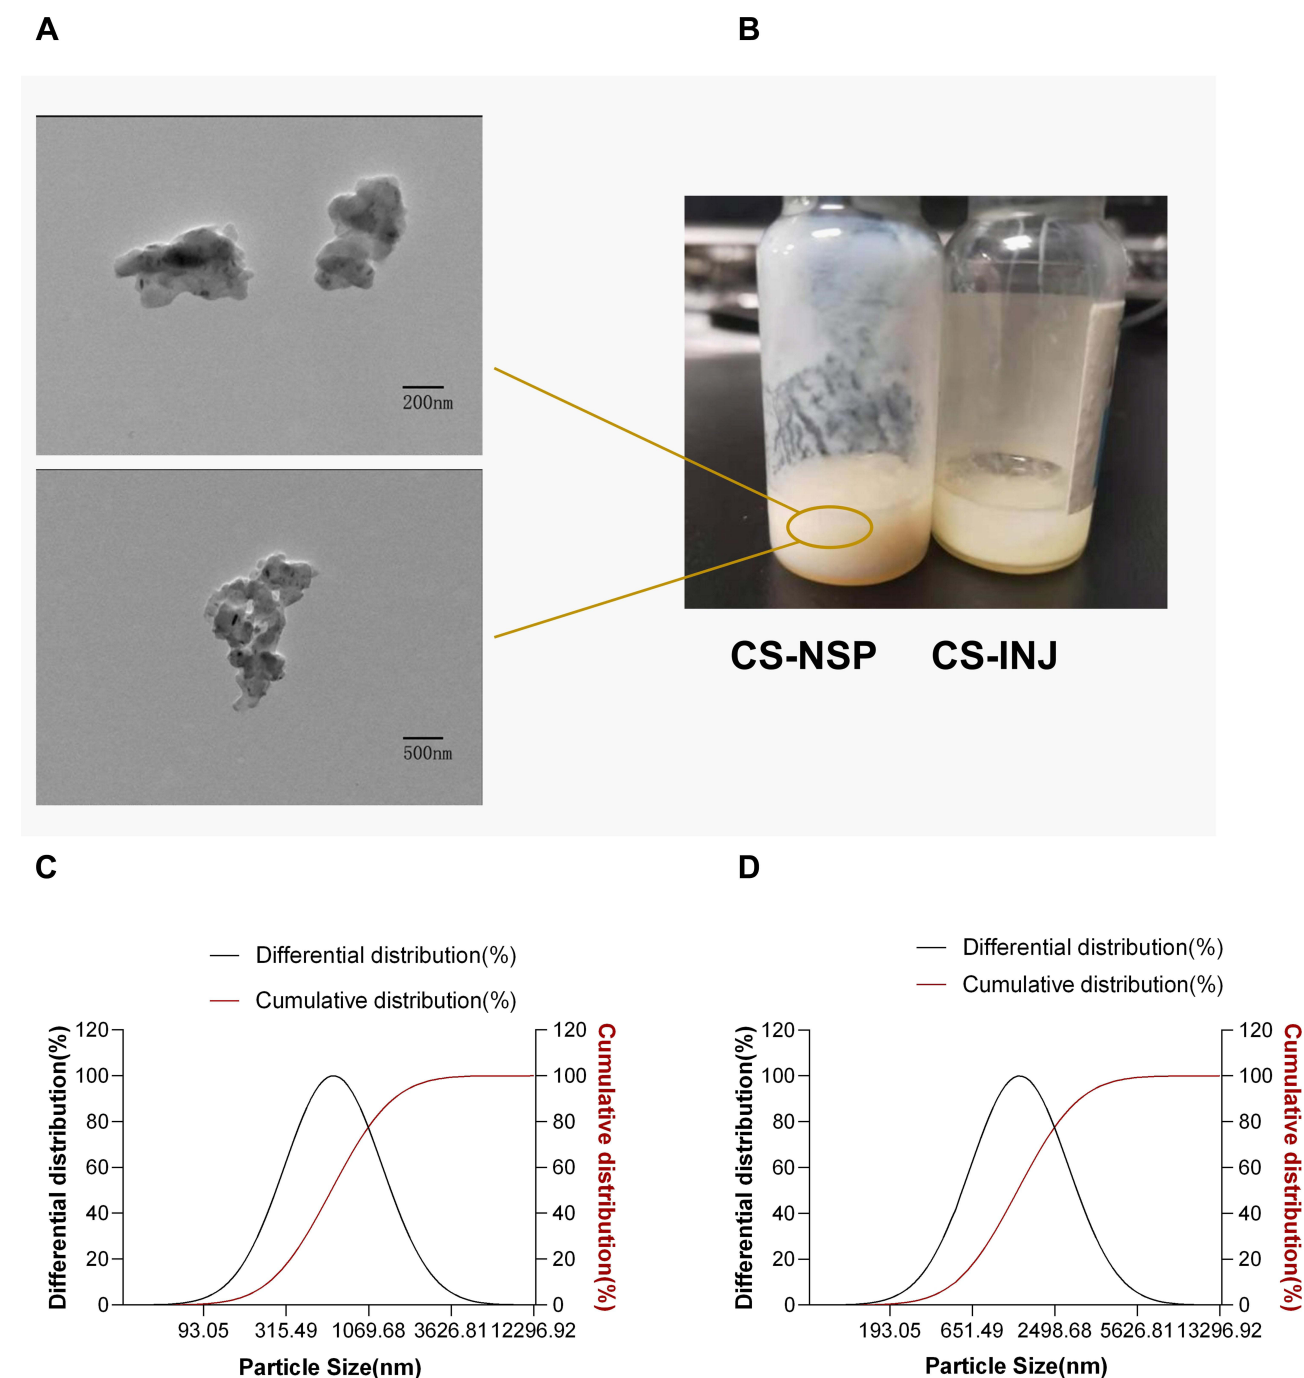 A
B
200nm
500nm
CS-NSP CS-INJ
C
D
Differential distribution(%)
Cumulative distribution(%)
Differential distribution(%)
120
100
80
60
40
20
0
120
100
80
60
40
20
0
Cumulative distribution(%)
93.05 315.49 1069.68 3626.81 12296.92
Particle Size(nm)
Differential distribution(%)
Cumulative distribution(%)
Differential distribution(%)
120
100
80
60
40
20
0
120
100
80
60
40
20
0
Cumulative distribution(%)
193.05 651.49 2498.68 5626.81 13296.92
Particle Size(nm)